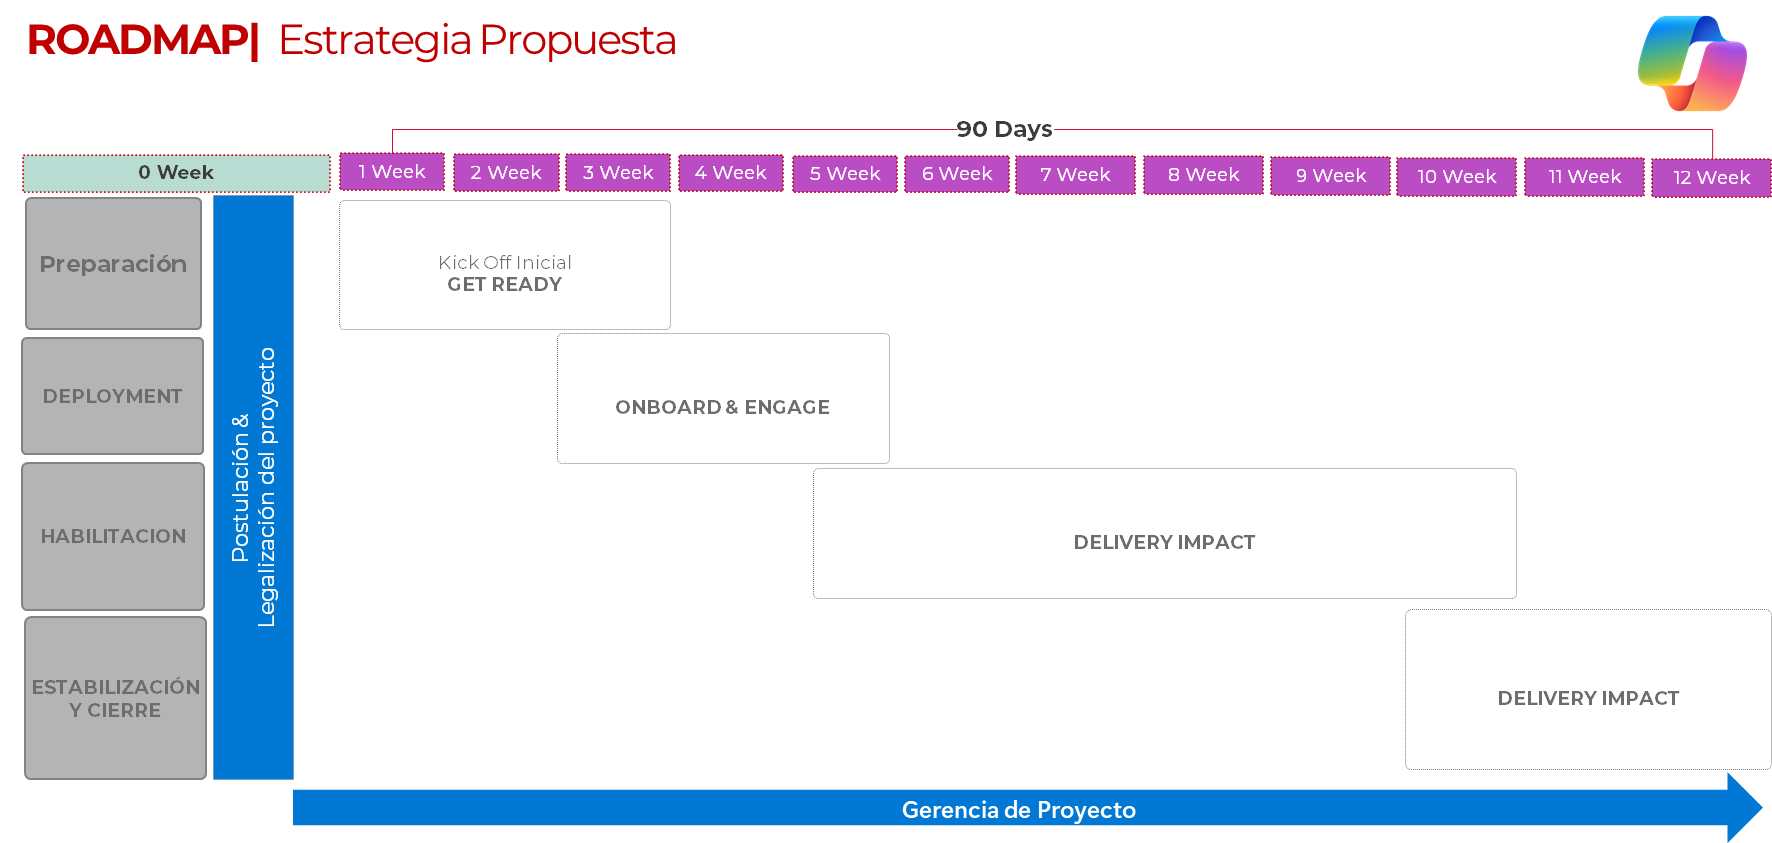 ROADMAP| Estrategia Propuesta
90 Days
0 Week
1 Week
2 Week
3 Week
4 Week
5 Week
6 Week
7 Week
8 Week
9 Week
10 Week
11 Week
12 Week
Preparación
Kick Off Inicial
GET READY
DEPLOYMENT
ONBOARD & ENGAGE
Postulación &
Legalización del proyecto
HABILITACION
DELIVERY IMPACT
ESTABILIZACIÓN
Y CIERRE
DELIVERY IMPACT
Gerencia de Proyecto